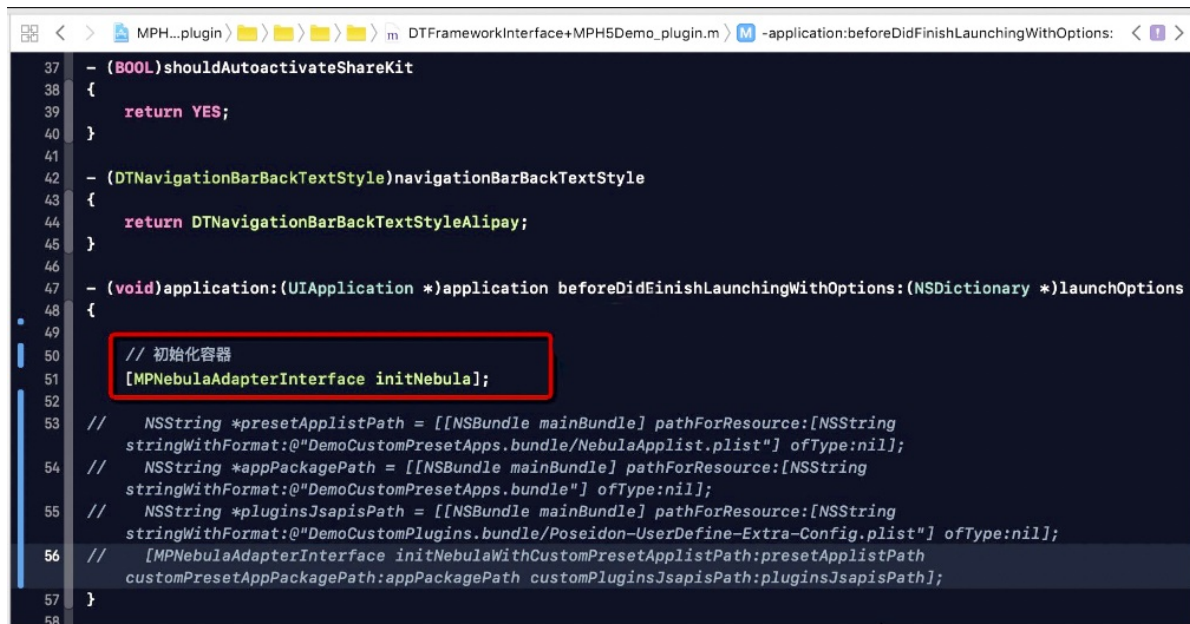 MPH...plugin 〉 〉 〉 〉 〉 m DTFrameworkInterface+MPH5Demo_plugin.m 〉 M -application:beforeDidFinishLaunchingWithOptions:
37 - (BOOL)shouldAutoactivateShareKit
38 {
39 return YES;
40 }
41
42 - (DTNavigationBarBackTextStyle)navigationBarBackTextStyle
43 {
44 return DTNavigationBarBackTextStyleAlipay;
45 }
46
47 - (void)application:(UIApplication *)application beforeDidFinishLaunchingWithOptions:(NSDictionary *)launchOptions
48 {
49
50 // 初始化容器
51 [MPNebulaAdapterInterface initNebula];
52
53 // NSString *presetApplistPath = [[NSBundle mainBundle] pathForResource:[NSString
stringWithFormat:@"DemoCustomPresetApps.bundle/NebulaApplist.plist"] ofType:nil];
54 // NSString *appPackagePath = [[NSBundle mainBundle] pathForResource:[NSString
stringWithFormat:@"DemoCustomPresetApps.bundle"] ofType:nil];
55 // NSString *pluginsJsapisPath = [[NSBundle mainBundle] pathForResource:[NSString
stringWithFormat:@"DemoCustomPlugins.bundle/Poseidon-UserDefine-Extra-Config.plist"] ofType:nil];
56 // [MPNebulaAdapterInterface initNebulaWithCustomPresetApplistPath:presetApplistPath
customPresetAppPackagePath:appPackagePath customPluginsJsapisPath:pluginsJsapisPath];
57 }
58